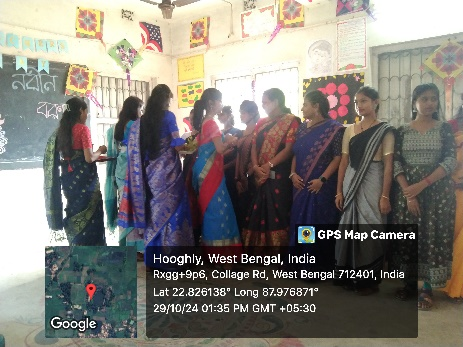 নবীন
বরণ
GPS Map Camera
Hooghly, West Bengal, India
Rxgg+9p6, Collage Rd, West Bengal 712401, India
Lat 22.826138° Long 87.976871°
29/10/24 01:35 PM GMT +05:30
Google